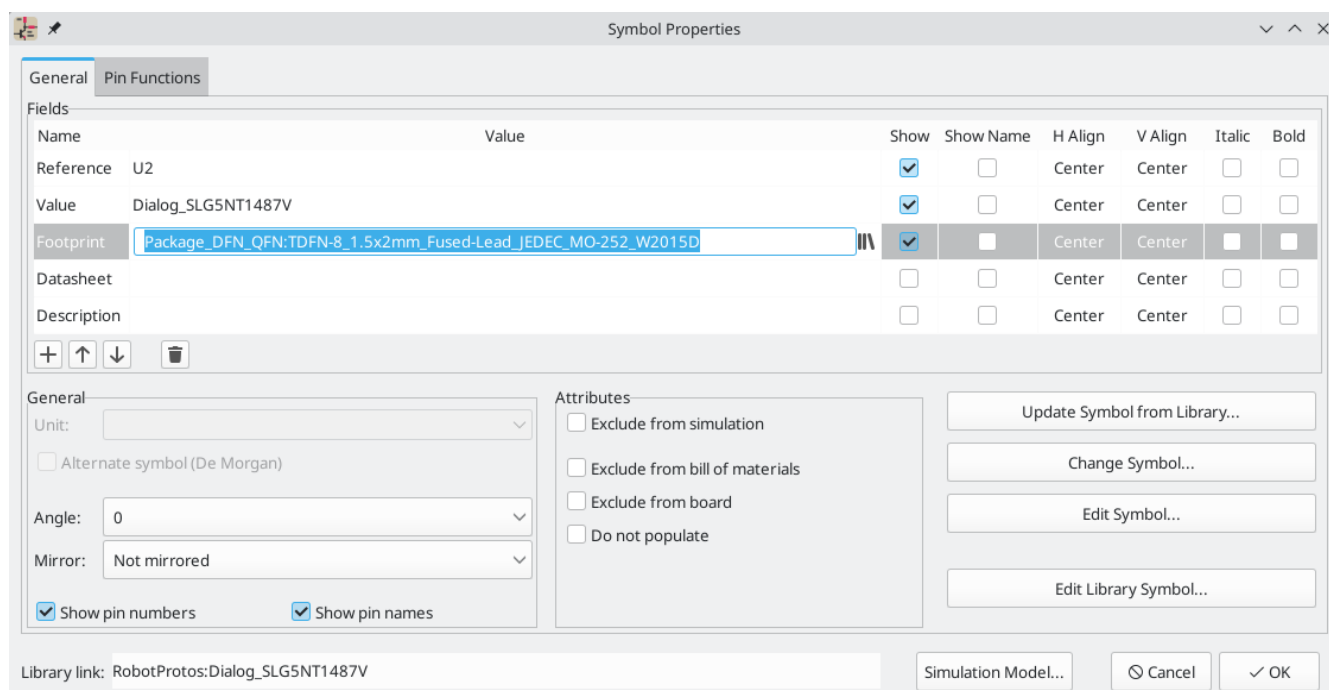 Symbol Properties
General Pin Functions
Fields
Name Value Show Show Name H Align V Align Italic Bold
Reference U2 Center Center
Value Dialog_SLG5NT1487V Center Center
Footprint Package_DFN_QFN:TDFN-8_1.5x2mm_Fused-Lead_JEDEC_MO-252_W2015D Center Center
Datasheet Center Center
Description Center Center
General
Unit:
Alternate symbol (De Morgan)
Angle: 0
Mirror: Not mirrored
Show pin numbers Show pin names
Attributes
Exclude from simulation
Exclude from bill of materials
Exclude from board
Do not populate
Update Symbol from Library...
Change Symbol...
Edit Symbol...
Edit Library Symbol...
Library link: RobotProtos:Dialog_SLG5NT1487V Simulation Model... Cancel OK